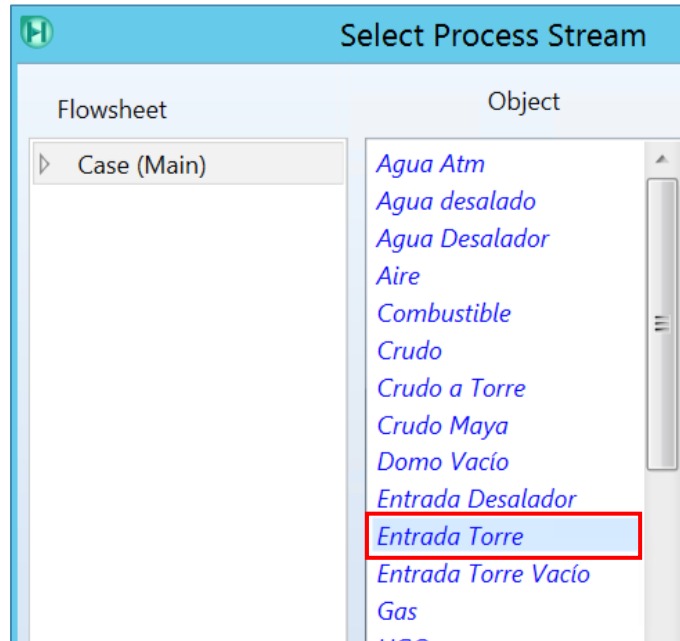 Select Process Stream
Flowsheet
Object
Case (Main)
Agua Atm
Agua desalado
Agua Desalador
Aire
Combustible
Crudo
Crudo a Torre
Crudo Maya
Domo Vacío
Entrada Desalador
Entrada Torre
Entrada Torre Vacío
Gas